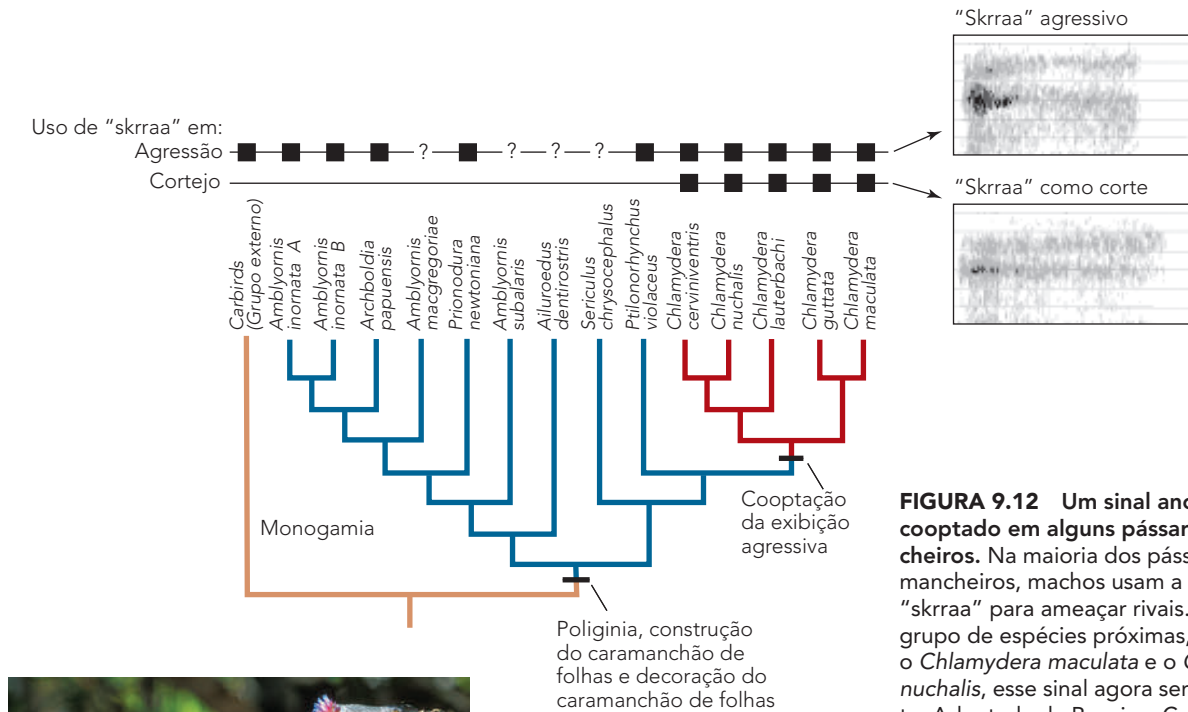 "Skrraa" agressivo
Uso de "skrraa" em:
Agressão ? ? ? ?
Cortejo
"Skrraa" como corte
Carbirds
(Grupo externo)
Amblyornis
inornata A
Amblyornis
inornata B
Archboldia
papuensis
Amblyornis
macgregoriae
Prionodura
newtoniana
Amblyornis
subalaris
Ailuroedus
dentirostris
Sericulus
chrysocephalus
Ptilonorhynchus
violaceus
Chlamydera
cerviniventris
Chlamydera
nuchalis
Chlamydera
lauterbachi
Chlamydera
guttata
Chlamydera
maculata
Monogamia
Cooptação
da exibição
agressiva
Poliginia, construção
do caramanchão de
folhas e decoração do
caramanchão de folhas
FIGURA 9.12 Um sinal
cooptado em alguns
cheiros. Na maioria dos
mancheiros, machos usam a
"skrraa" para ameaçar rivais.
grupo de espécies próximas,
o Chlamydera maculata e o
nuchalis, esse sinal agora